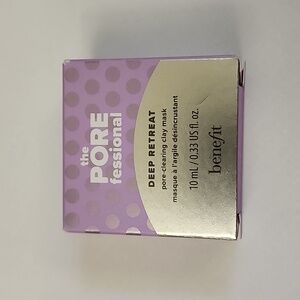 the
PORE
fessional
DEEP RETREAT
pore-clearing clay mask
masque à l'argile désincrustant
10 mL / 0.33 US fl. oz.
benefit